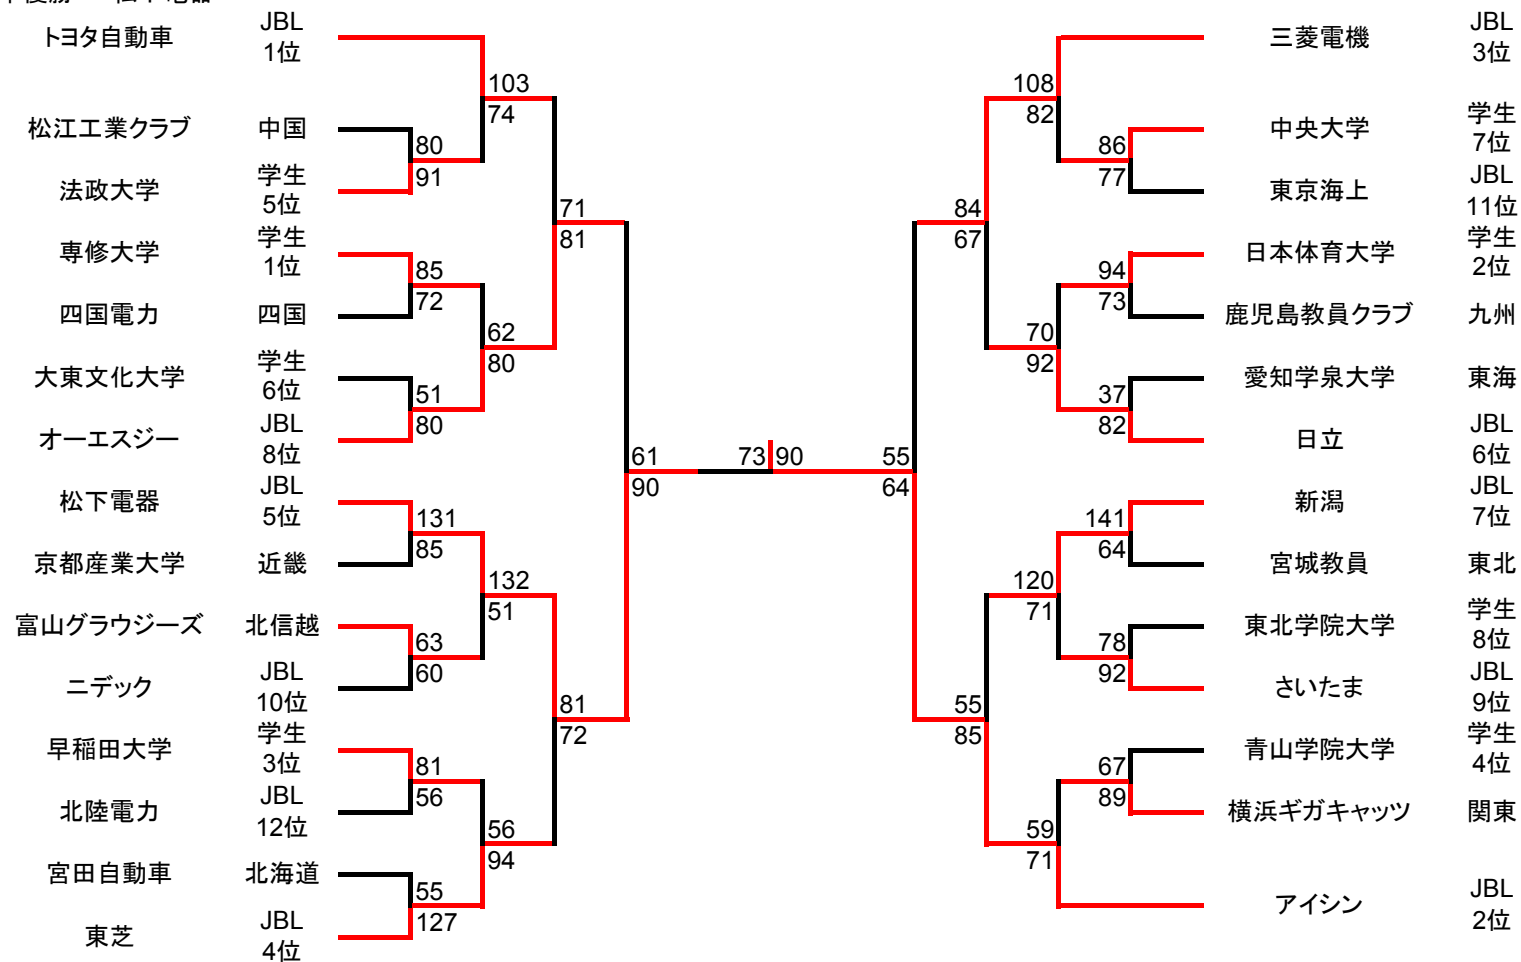 トヨタ自動車 JBL 1位
松江工業クラブ 中国
法政大学 学生 5位
専修大学 学生 1位
四国電力 四国
大東文化大学 学生 6位
オーエスジー JBL 8位
松下電器 JBL 5位
京都産業大学 近畿
富山グラウジーズ 北信越
ニデック JBL 10位
早稲田大学 学生 3位
北陸電力 JBL 12位
宮田自動車 北海道
東芝 JBL 4位
103
74
80
91
71
81
85
72
62
80
51
80
61
90
131
85
132
51
63
60
81
72
81
56
56
94
55
127
73 90
55
64
108
82
86
77
84
67
94
73
70
92
37
82
141
64
120
71
78
92
55
85
67
89
59
71
三菱電機 JBL 3位
中央大学 学生 7位
東京海上 JBL 11位
日本体育大学 学生 2位
鹿児島教員クラブ 九州
愛知学泉大学 東海
日立 JBL 6位
新潟 JBL 7位
宮城教員 東北
東北学院大学 学生 8位
さいたま JBL 9位
青山学院大学 学生 4位
横浜ギガキャッツ 関東
アイシン JBL 2位